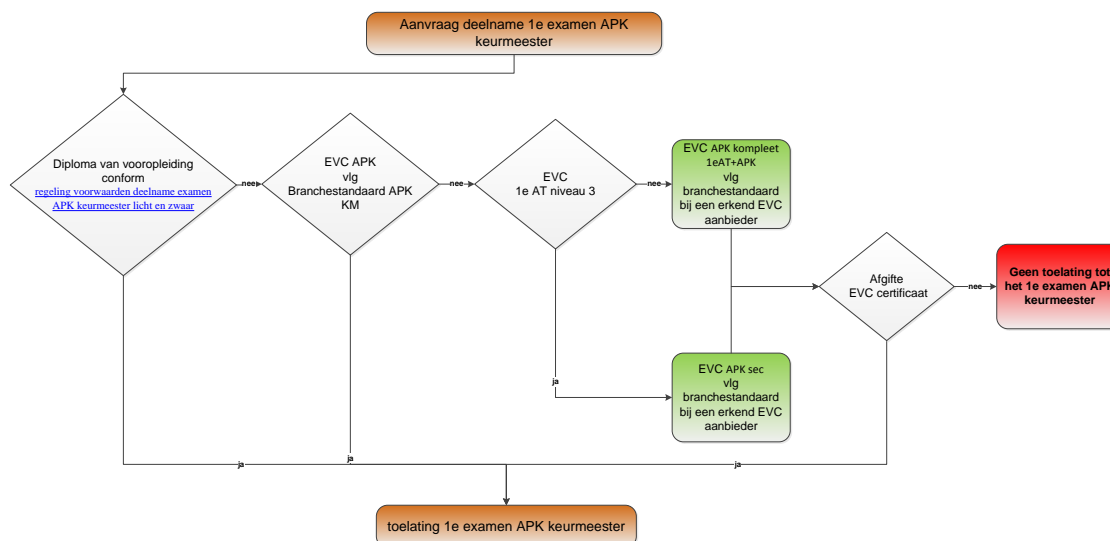 Aanvraag deelname 1e examen APK
keurmeester
Diploma van vooropleiding
conform
regeling voorwaarden deelname examen
APK keurmeester licht en zwaar
nee
EVC APK
vlg
Branchestandaard APK
KM
nee
EVC
1e AT niveau 3
nee
EVC APK kompleet
1eAT+APK
vlg
branchestandaard
bij een erkend EVC
aanbieder
Afgifte
EVC certificaat
nee
Geen toelating tot
het 1e examen APK
keurmeester
ja
EVC APK sec
vlg
branchestandaard
bij een erkend EVC
aanbieder
ja
ja
ja
toelating 1e examen APK keurmeester